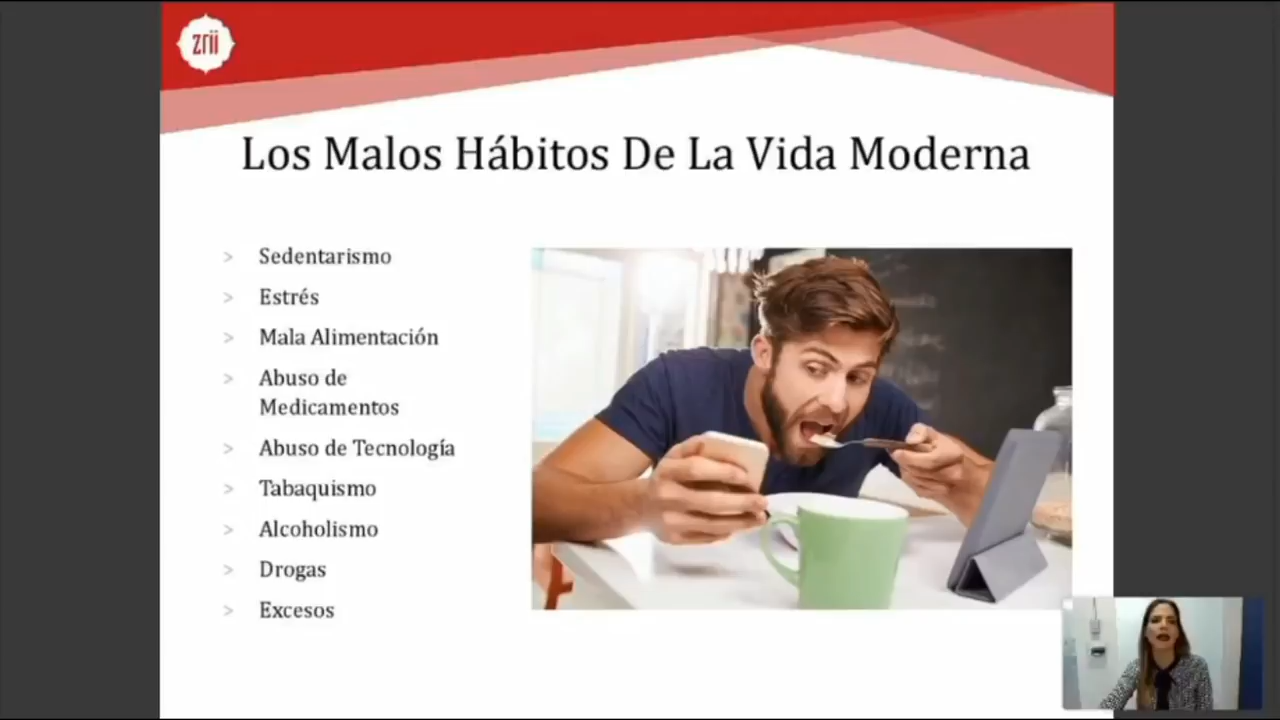 zrii
Los Malos Hábitos De La Vida Moderna
> Sedentarismo
> Estrés
> Mala Alimentación
> Abuso de
Medicamentos
> Abuso de Tecnología
> Tabaquismo
> Alcoholismo
> Drogas
> Excesos